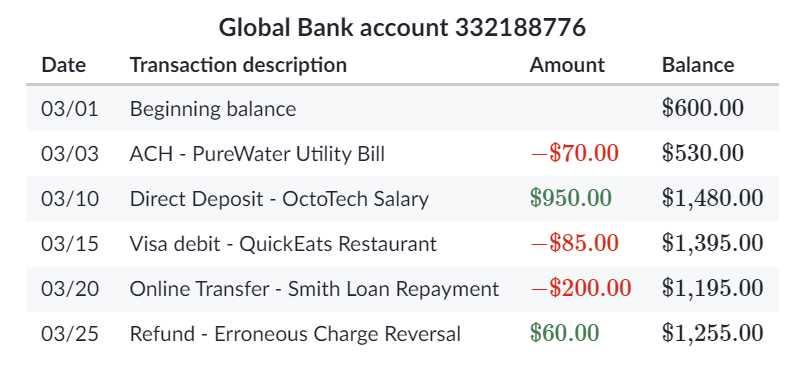 Global Bank account 332188776
Date Transaction description Amount Balance
03/01 Beginning balance $600.00
03/03 ACH - PureWater Utility Bill −$70.00 $530.00
03/10 Direct Deposit - OctoTech Salary $950.00 $1,480.00
03/15 Visa debit - QuickEats Restaurant −$85.00 $1,395.00
03/20 Online Transfer - Smith Loan Repayment −$200.00 $1,195.00
03/25 Refund - Erroneous Charge Reversal $60.00 $1,255.00